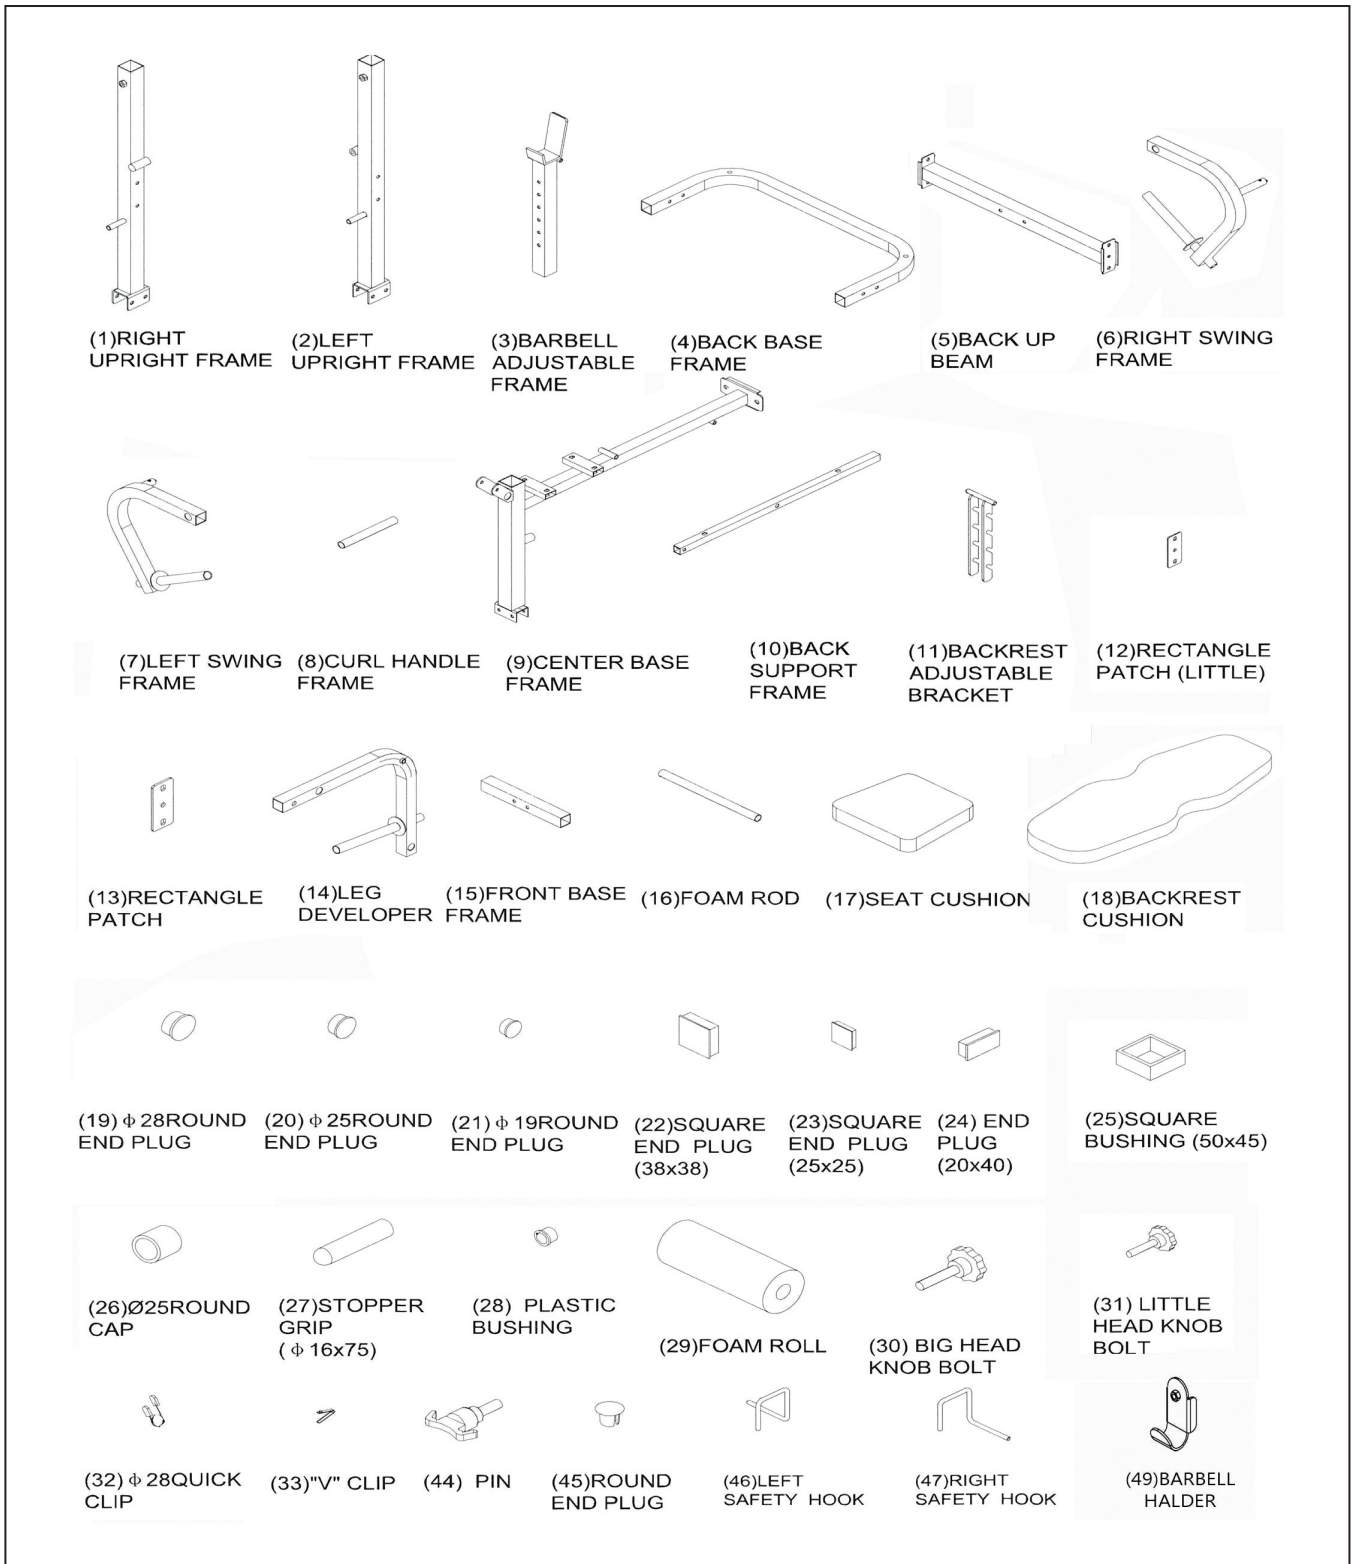 (1)RIGHT
UPRIGHT FRAME
(2)LEFT
UPRIGHT FRAME
(3)BARBELL
ADJUSTABLE
FRAME
(4)BACK BASE
FRAME
(5)BACK UP
BEAM
(6)RIGHT SWING
FRAME
(7)LEFT SWING
FRAME
(8)CURL HANDLE
FRAME
(9)CENTER BASE
FRAME
(10)BACK
SUPPORT
FRAME
(11)BACKREST
ADJUSTABLE
BRACKET
(12)RECTANGLE
PATCH (LITTLE)
(13)RECTANGLE
PATCH
(14)LEG
DEVELOPER
(15)FRONT BASE
FRAME
(16)FOAM ROD
(17)SEAT CUSHION
(18)BACKREST
CUSHION
(19) ϕ 28ROUND
END PLUG
(20) ϕ 25ROUND
END PLUG
(21) ϕ 19ROUND
END PLUG
(22)SQUARE
END PLUG
(38x38)
(23)SQUARE
END PLUG
(25x25)
(24) END
PLUG
(20x40)
(25)SQUARE
BUSHING (50x45)
(26)Ø25ROUND
CAP
(27)STOPPER
GRIP
( ϕ 16x75)
(28) PLASTIC
BUSHING
(29)FOAM ROLL
(30) BIG HEAD
KNOB BOLT
(31) LITTLE
HEAD KNOB
BOLT
(32) ϕ 28QUICK
CLIP
(33)"V" CLIP
(44) PIN
(45)ROUND
END PLUG
(46)LEFT
SAFETY HOOK
(47)RIGHT
SAFETY HOOK
(49)BARBELL
HALDER